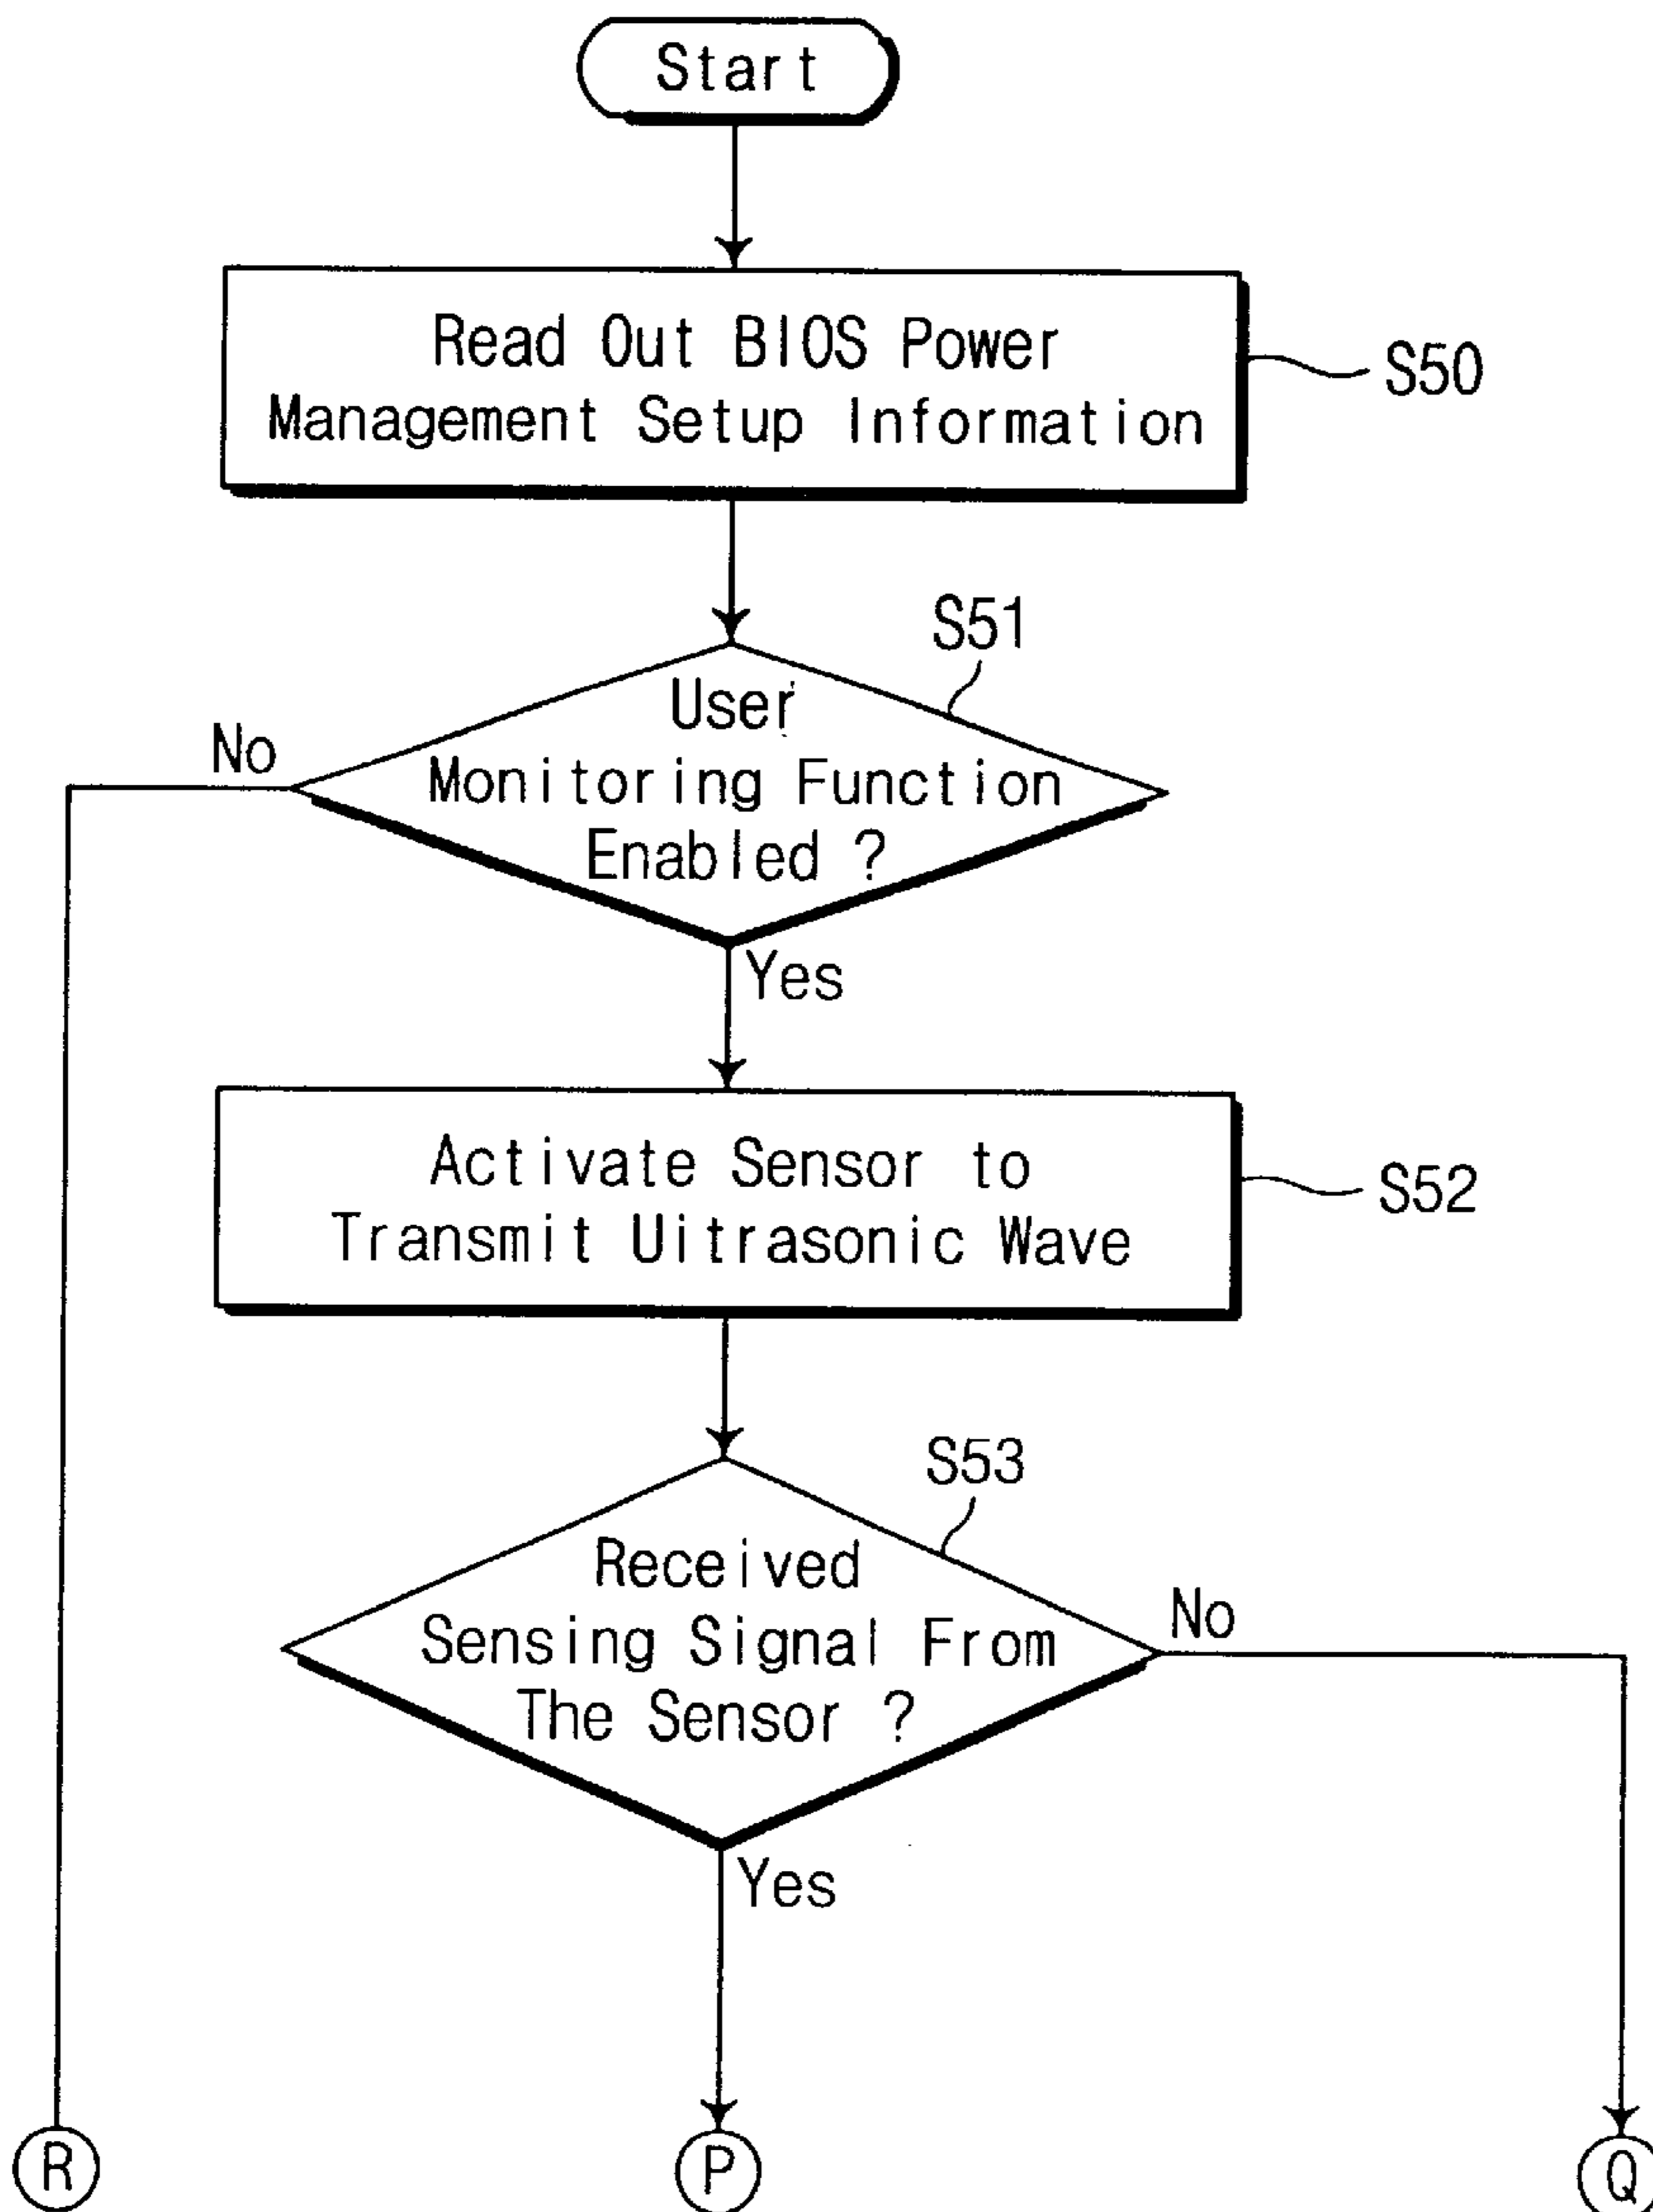 Start
Read Out BIOS Power
Management Setup Information
S50
S51
User
Monitoring Function
Enabled ?
No
Yes
Activate Sensor to
Transmit Uitrasonic Wave
S52
S53
Received
Sensing Signal From
The Sensor ?
No
Yes
R
P
Q